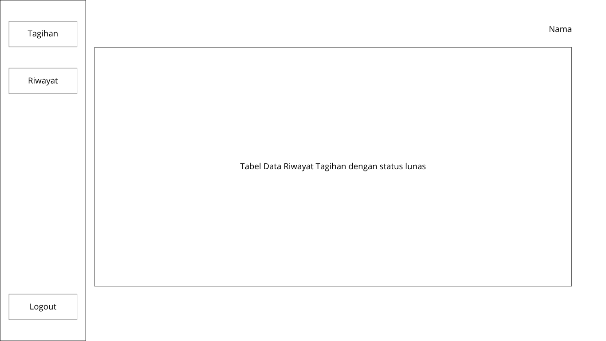 Tagihan
Riwayat
Logout
Nama
Tabel Data Riwayat Tagihan dengan status lunas